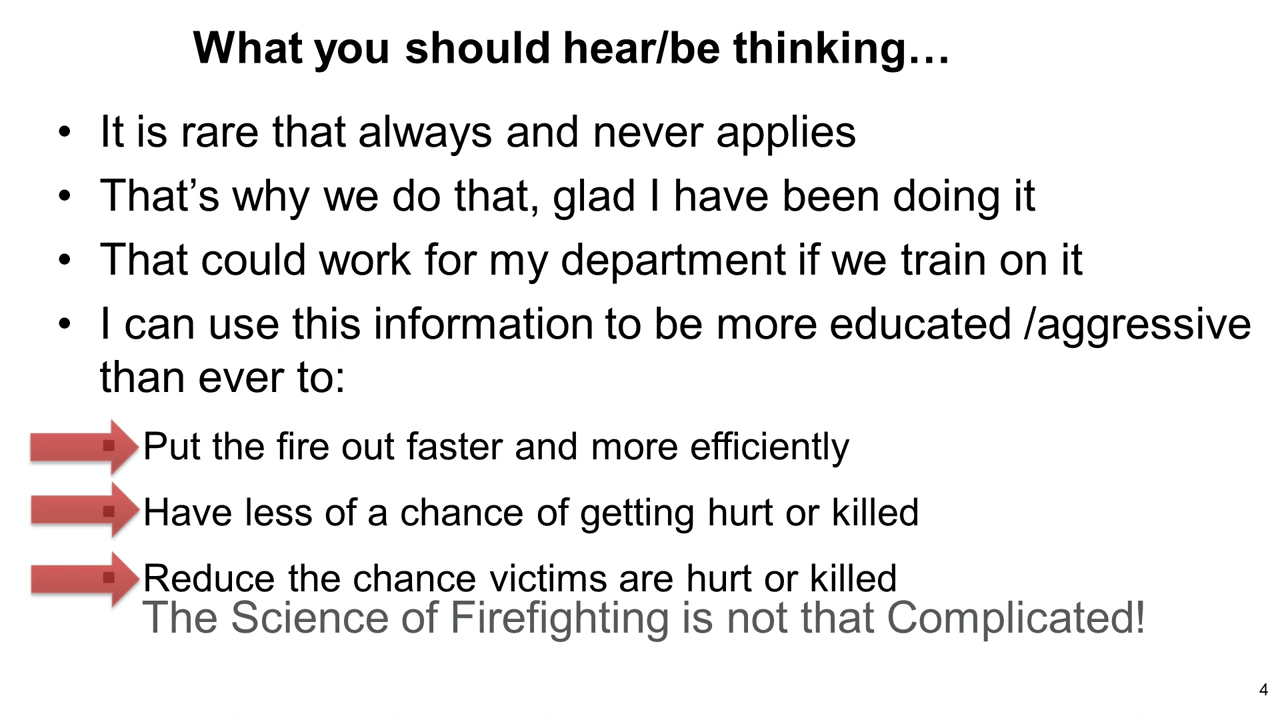 What you should hear/be thinking…
• It is rare that always and never applies
• That’s why we do that, glad I have been doing it
• That could work for my department if we train on it
• I can use this information to be more educated /aggressive
than ever to:
▪ Put the fire out faster and more efficiently
▪ Have less of a chance of getting hurt or killed
▪ Reduce the chance victims are hurt or killed
The Science of Firefighting is not that Complicated!
4